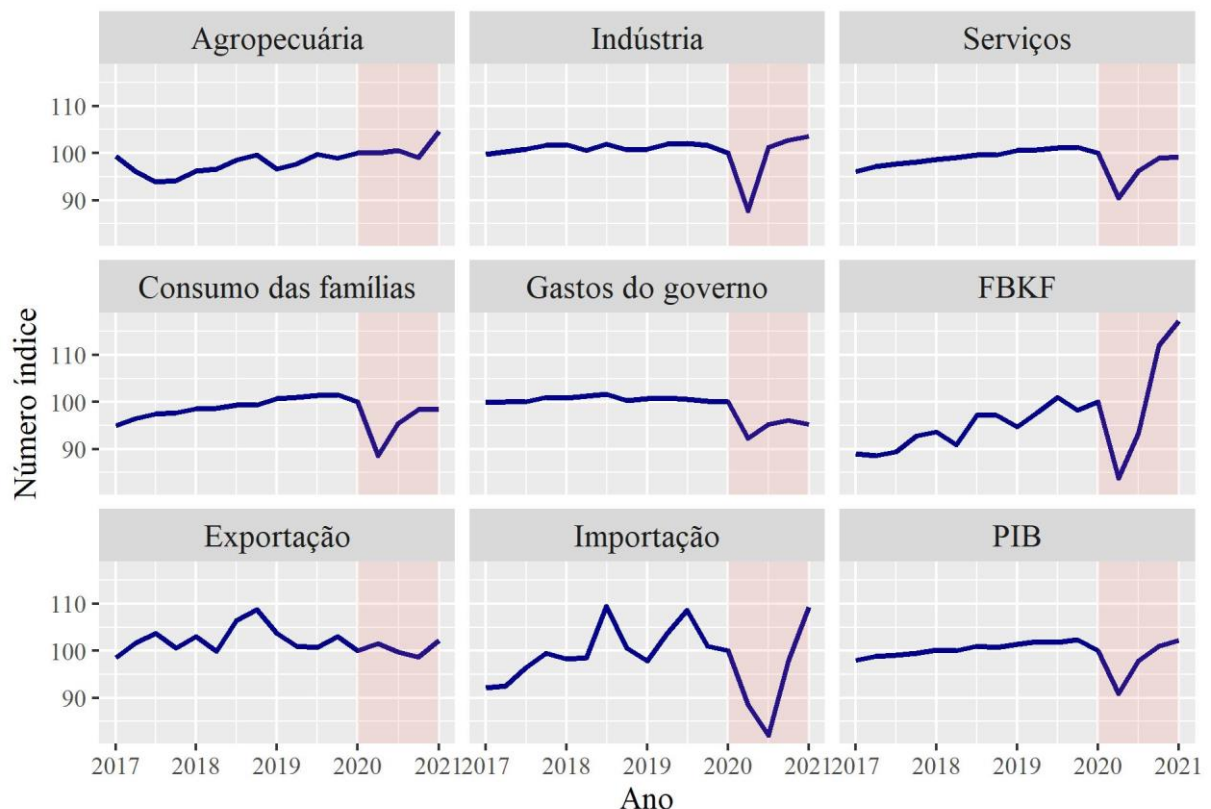 Agropecuária
Indústria
Serviços
110
100
90
Consumo das famílias
Gastos do governo
FBKF
Número índice
110
100
90
Exportação
Importação
PIB
110
100
90
2017 2018 2019 2020 2021 2017 2018 2019 2020 2021 2017 2018 2019 2020 2021
Ano